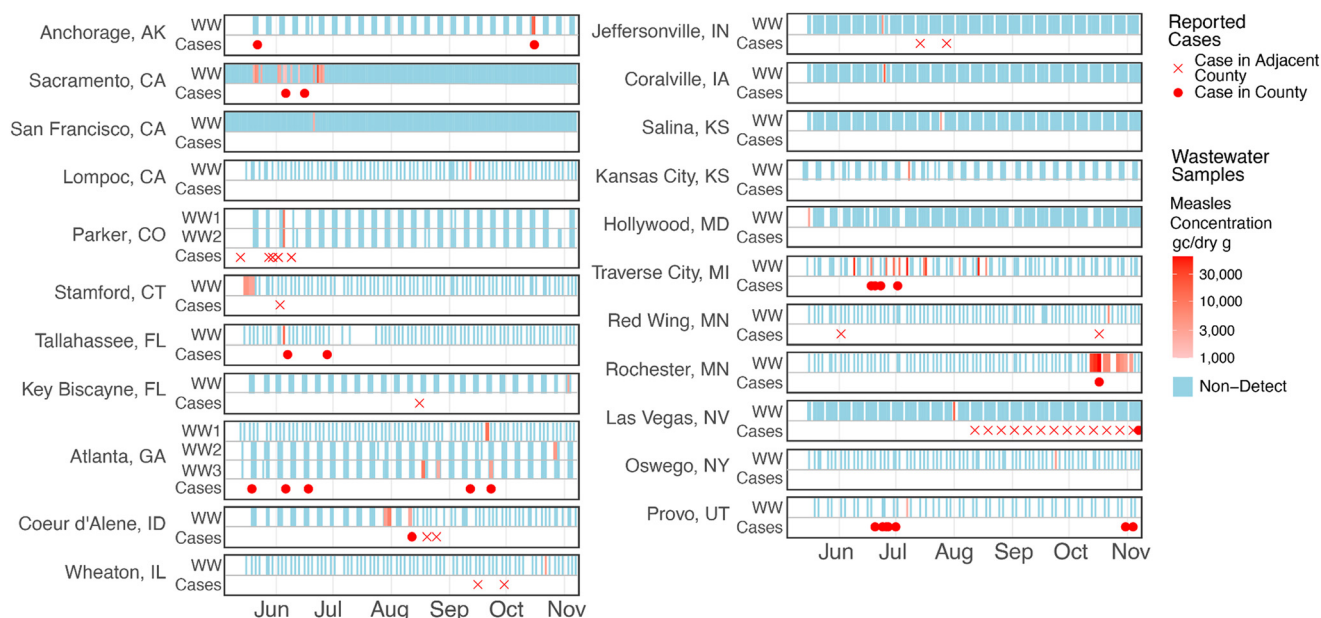 Anchorage, AK
WW
Cases
Sacramento, CA
WW
Cases
San Francisco, CA
WW
Cases
Lompoc, CA
WW
Cases
Parker, CO
WW1
WW2
Cases
Stamford, CT
WW
Cases
Tallahassee, FL
WW
Cases
Key Biscayne, FL
WW
Cases
Atlanta, GA
WW1
WW2
WW3
Cases
Coeur d'Alene, ID
WW
Cases
Wheaton, IL
WW
Cases
Jun Jul Aug Sep Oct Nov
Jeffersonville, IN
WW
Cases
Coralville, IA
WW
Cases
Salina, KS
WW
Cases
Kansas City, KS
WW
Cases
Hollywood, MD
WW
Cases
Traverse City, MI
WW
Cases
Red Wing, MN
WW
Cases
Rochester, MN
WW
Cases
Las Vegas, NV
WW
Cases
Oswego, NY
WW
Cases
Provo, UT
WW
Cases
Jun Jul Aug Sep Oct Nov
Reported
Cases
Case in Adjacent
County
Case in County
Wastewater
Samples
Measles
Concentration
gc/dry g
30,000
10,000
3,000
1,000
Non-Detect